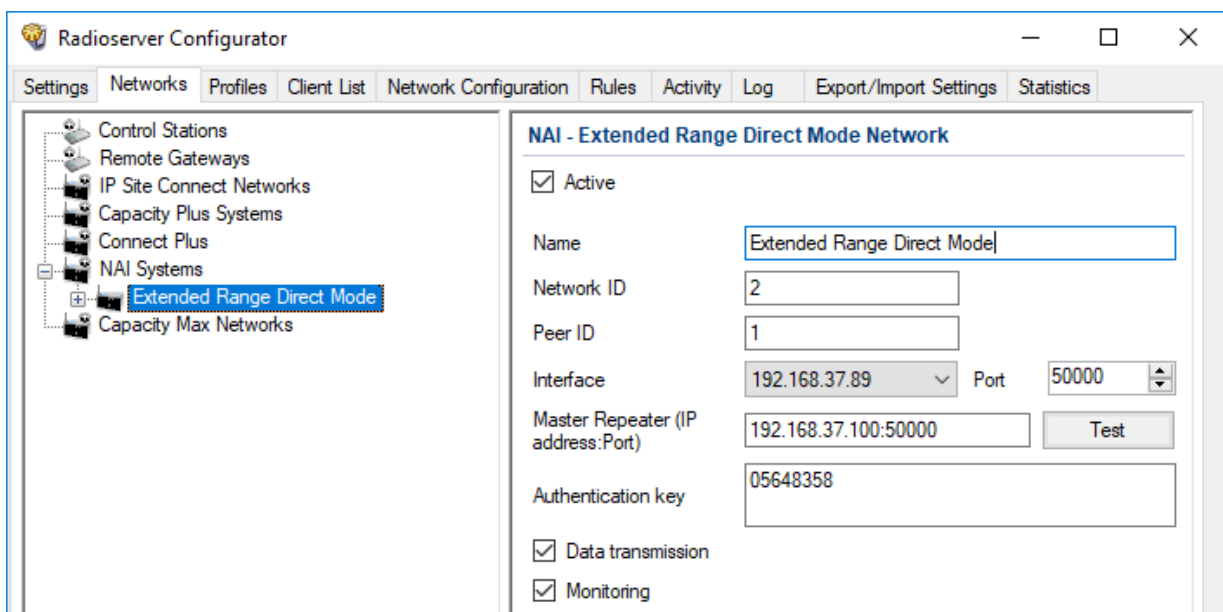 Radioserver Configurator
Settings Networks Profiles Client List Network Configuration Rules Activity Log Export/Import Settings Statistics
Control Stations
Remote Gateways
IP Site Connect Networks
Capacity Plus Systems
Connect Plus
NAI Systems
Extended Range Direct Mode
Capacity Max Networks
NAI - Extended Range Direct Mode Network
Active
Name Extended Range Direct Mode
Network ID 2
Peer ID 1
Interface 192.168.37.89 Port 50000
Master Repeater (IP
address:Port) 192.168.37.100:50000 Test
Authentication key 05648358
Data transmission
Monitoring